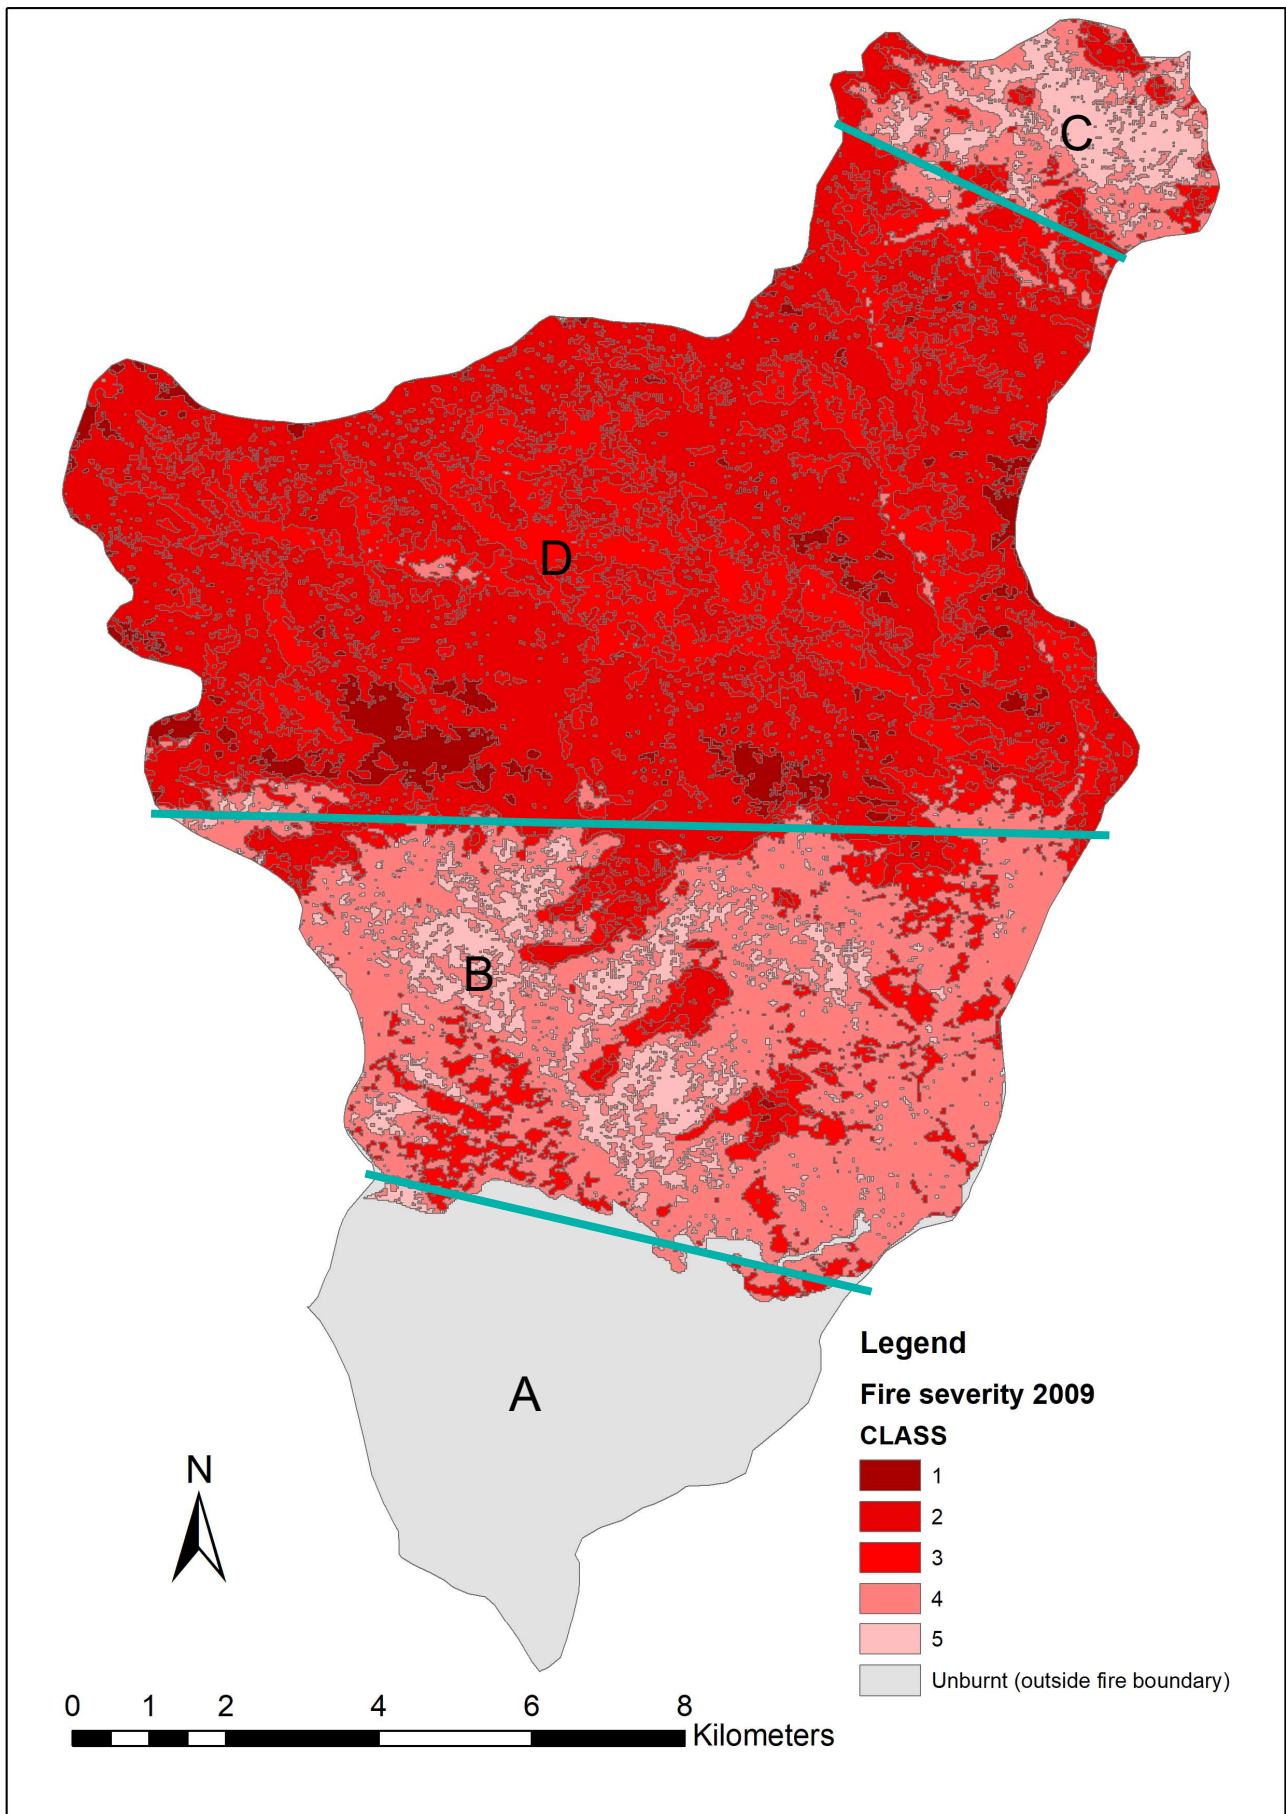 C
D
B
A
Legend
Fire severity 2009
CLASS
1
2
3
4
5
Unburnt (outside fire boundary)
N
0 1 2 4 6 8
Kilometers